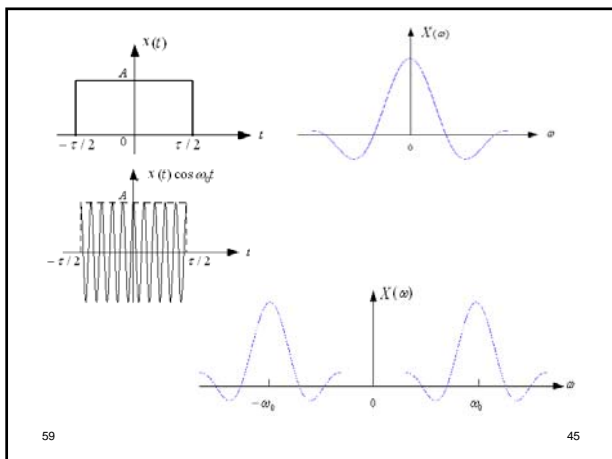 x(t)
A
-τ/2 0 τ/2 t
X(ω)
0 ω
x(t) cos ω₀t
A
-τ/2 τ/2 t
X(ω)
-ω₀ 0 ω₀ ω
59 45